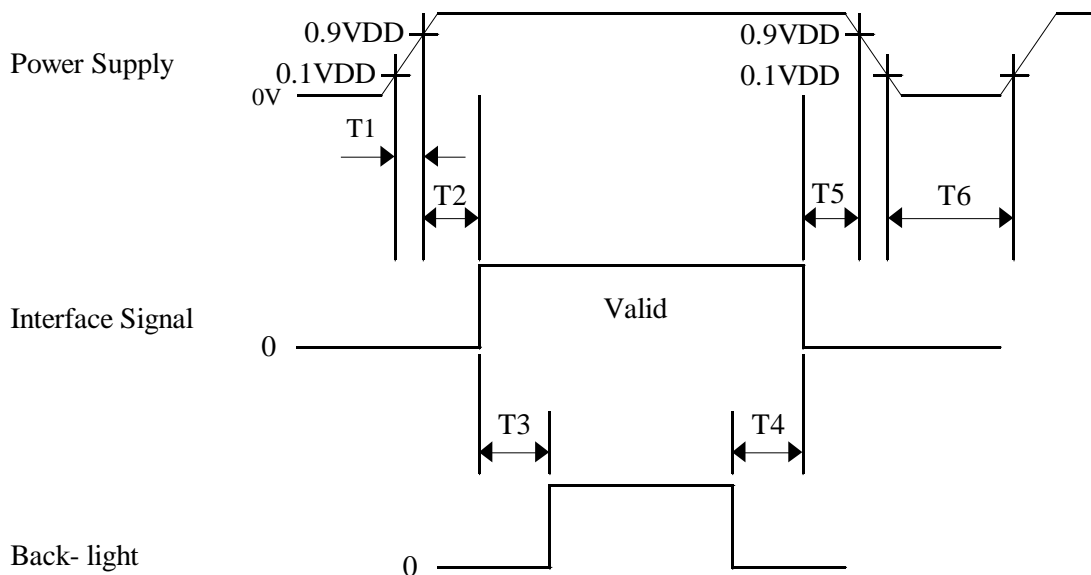 0.9VDD
0.9VDD
Power Supply
0.1VDD
0.1VDD
0V
T1
T2
T5
T6
Interface Signal
Valid
0
T3
T4
Back- light
0